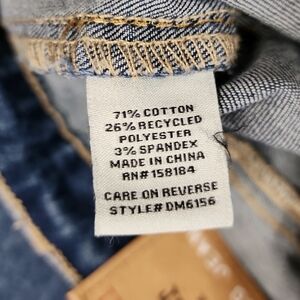 71% COTTON
26% RECYCLED
POLYESTER
3% SPANDEX
MADE IN CHINA
RN#158184
CARE ON REVERSE
STYLE# DM6156